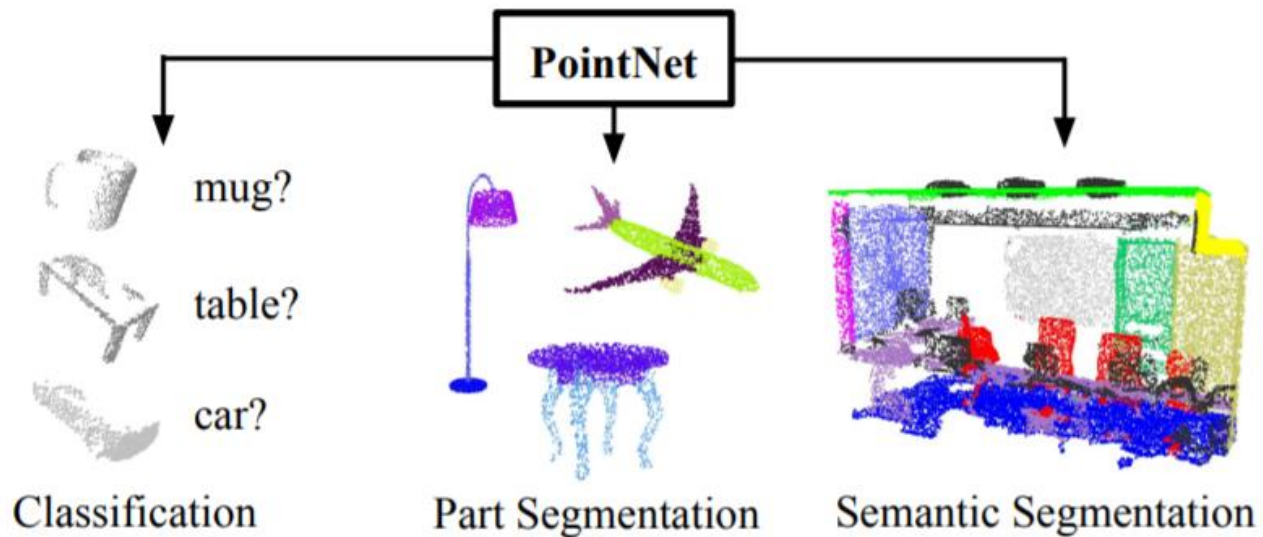 PointNet
mug?
table?
car?
Classification
Part Segmentation
Semantic Segmentation